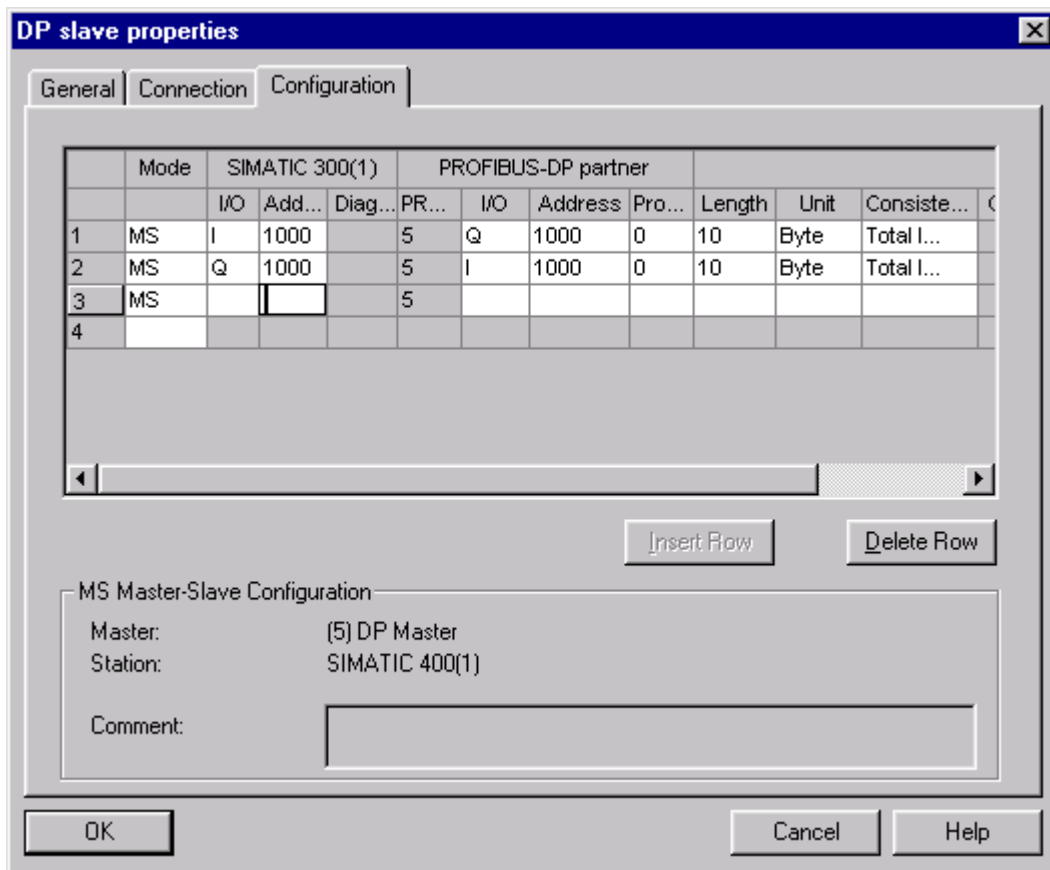 DP slave properties
General Connection Configuration
Mode SIMATIC 300(1) PROFIBUS-DP partner
I/O Add... Diag... PR... I/O Address Pro... Length Unit Consiste...
1 MS I 1000 5 Q 1000 0 10 Byte Total l...
2 MS Q 1000 5 I 1000 0 10 Byte Total l...
3 MS 5
4
Insert Row Delete Row
MS Master-Slave Configuration
Master: (5) DP Master
Station: SIMATIC 400(1)
Comment:
OK Cancel Help